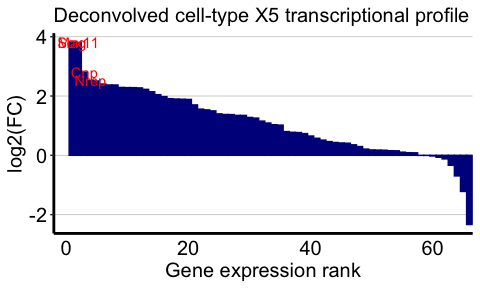 Deconvolved cell-type X5 transcriptional profile
4
2
0
-2
log2(FC)
Cnp
Nrep
0 20 40 60
Gene expression rank